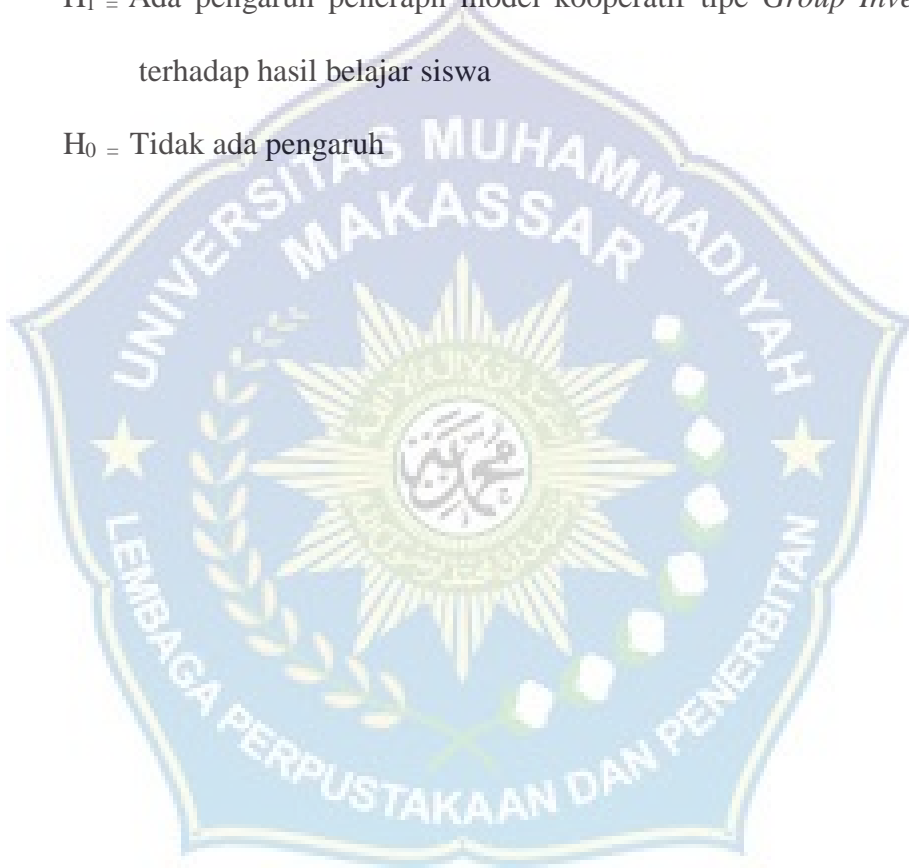 H₁ = Ada pengaruh penerapn model kooperatif tipe Group Inve
terhadap hasil belajar siswa
H₀ = Tidak ada pengaruh
UNIVERSITAS MUHAMMADIYAH
MAKASSAR
LEMBAGA PERPUSTAKAAN DAN PENERBITAN